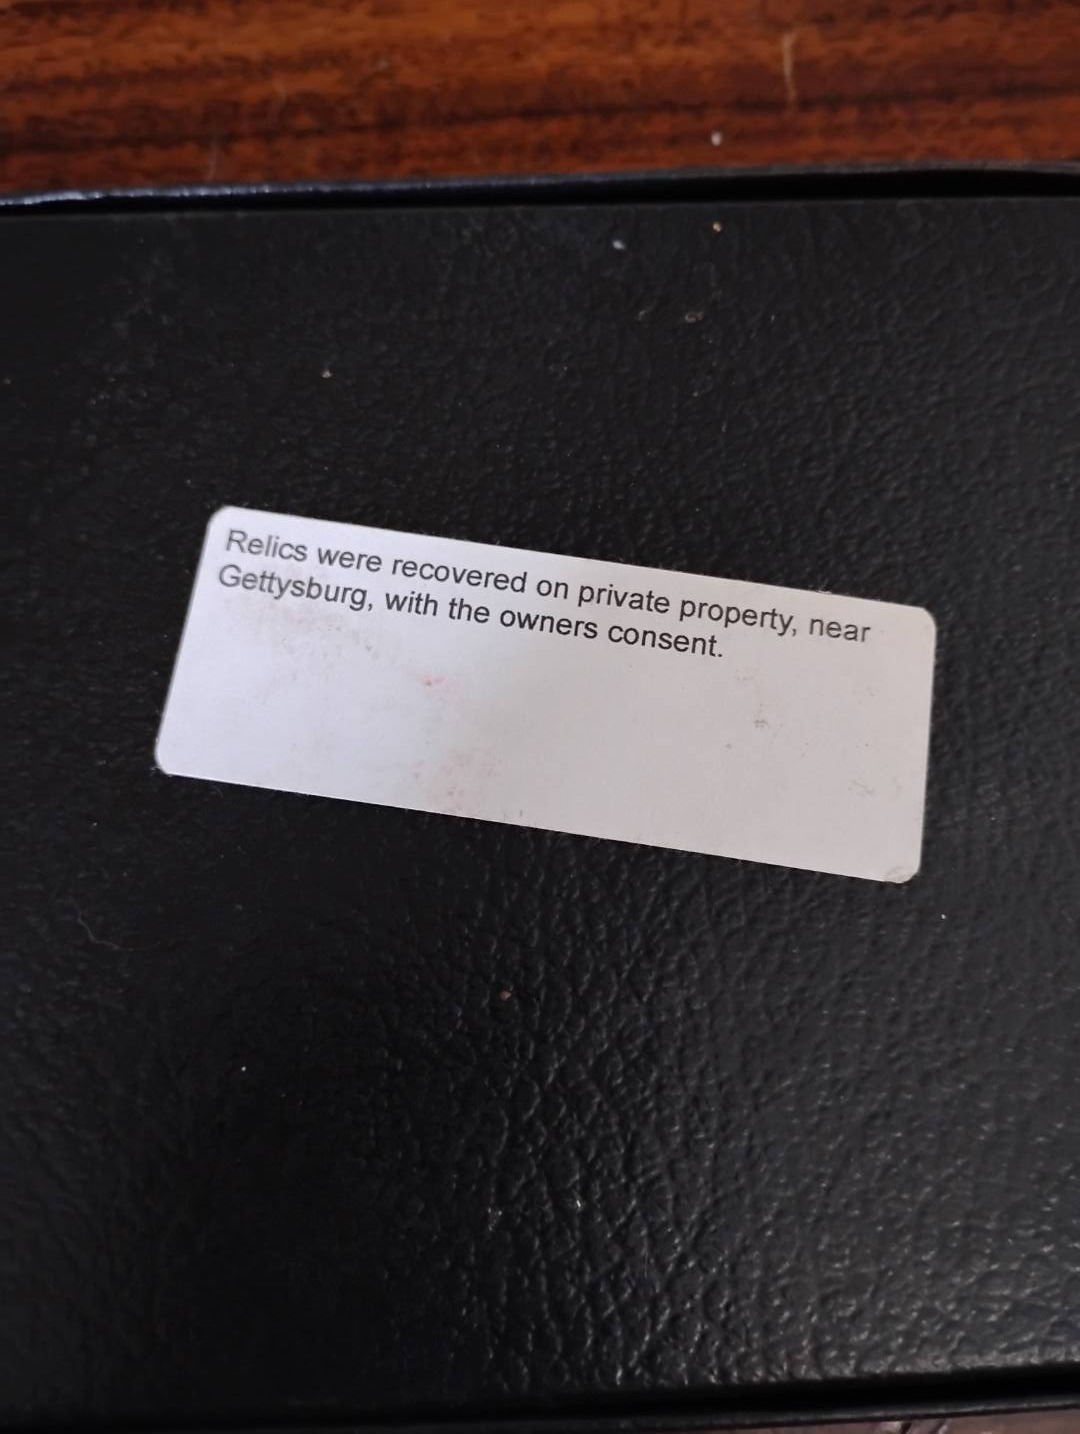 Relics were recovered on private property, near
Gettysburg, with the owners consent.